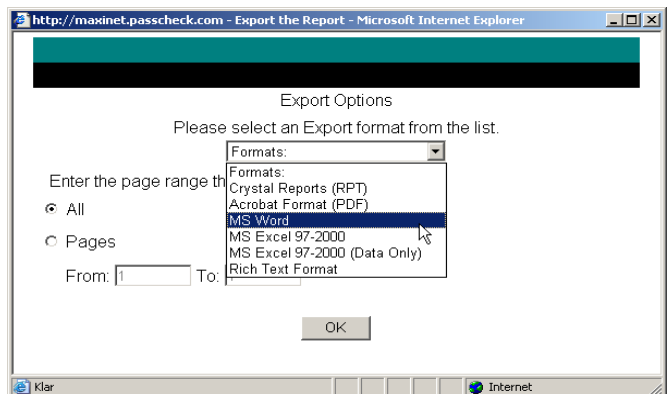 http://maxinet.passcheck.com - Export the Report - Microsoft Internet Explorer
Export Options
Please select an Export format from the list.
Formats:
Formats:
Crystal Reports (RPT)
Acrobat Format (PDF)
MS Word
MS Excel 97-2000
MS Excel 97-2000 (Data Only)
Rich Text Format
Enter the page range th
All
Pages
From: 1 To:
OK
Klar
Internet